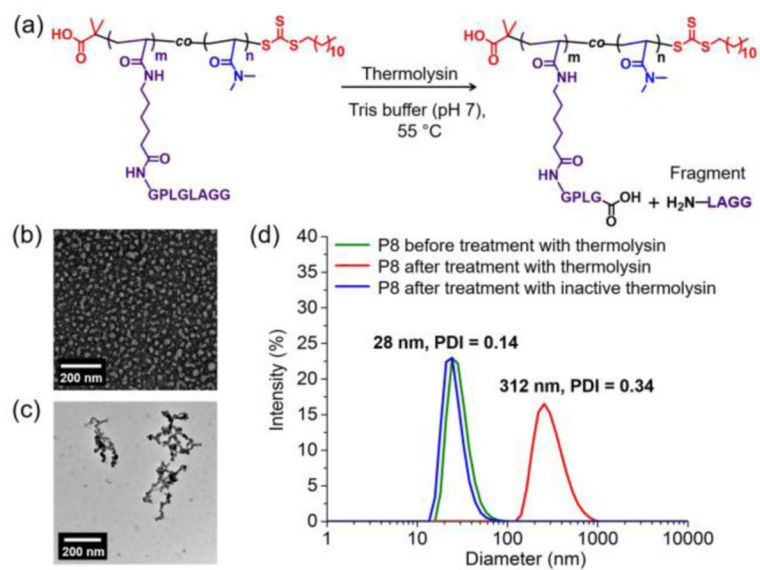 (a)
HO
O
m
co
n
S
S
S
10
O
NH
O
N
O
HN
GPLGLAGG
Thermolysin
Tris buffer (pH 7),
55 °C
HO
O
m
co
n
S
S
S
10
O
NH
O
N
O
HN
GPLG
OH
O
+
Fragment
H₂N—LAGG
(b)
200 nm
(c)
200 nm
(d)
P8 before treatment with thermolysin
P8 after treatment with thermolysin
P8 after treatment with inactive thermolysin
28 nm, PDI = 0.14
312 nm, PDI = 0.34
Intensity (%)
40
35
30
25
20
15
10
5
0
1 10 100 1000 10000
Diameter (nm)